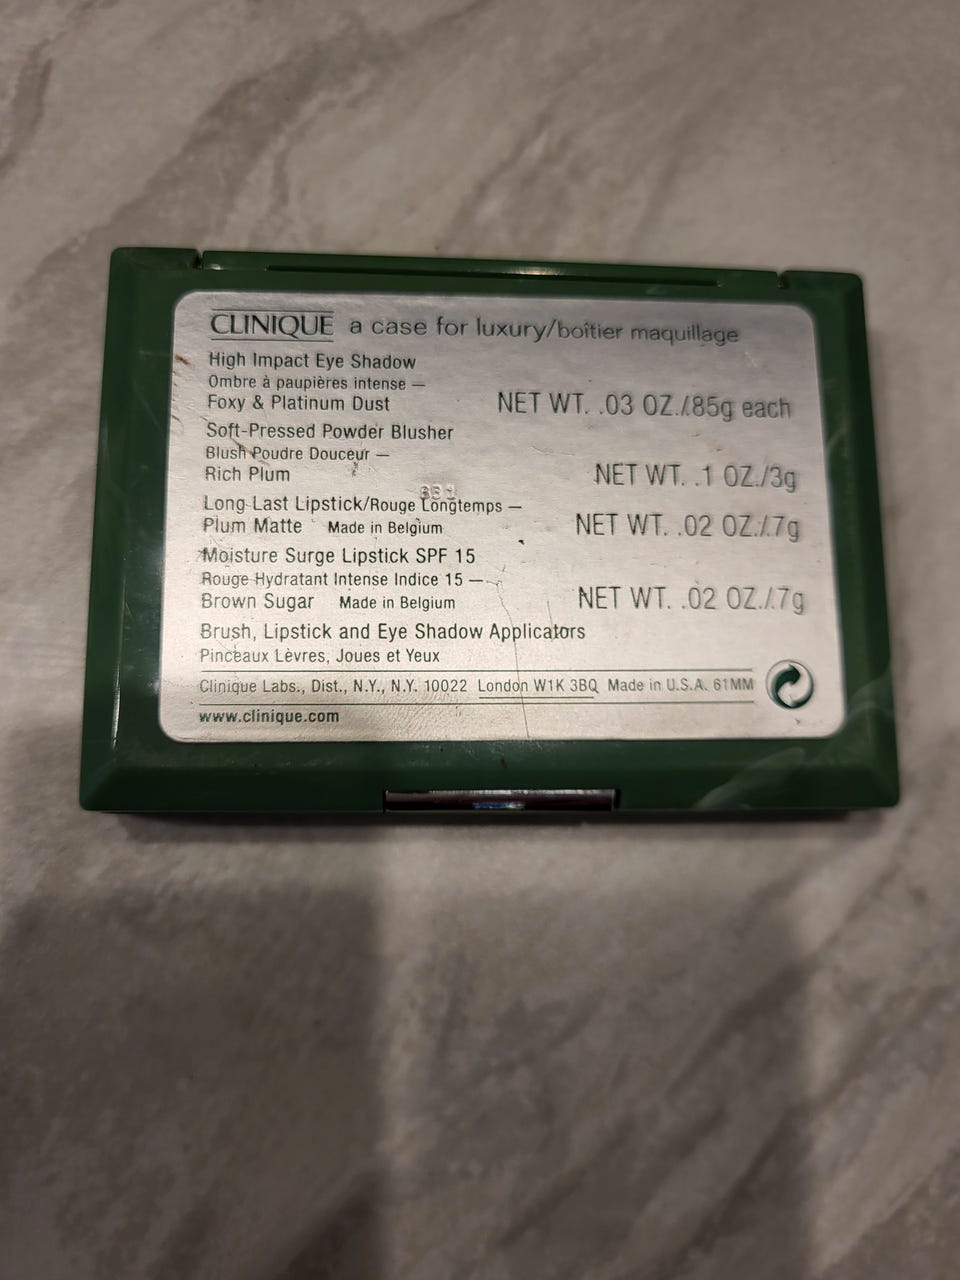 CLINIQUE a case for luxury/boîtier maquillage
High Impact Eye Shadow
Ombre à paupières intense —
Foxy & Platinum Dust NET WT. .03 OZ./.85g each
Soft-Pressed Powder Blusher
Blush Poudre Douceur —
Rich Plum NET WT. .1 OZ./3g
Long Last Lipstick/Rouge Longtemps —
Plum Matte Made in Belgium NET WT. .02 OZ./.7g
Moisture Surge Lipstick SPF 15
Rouge Hydratant Intense Indice 15 —
Brown Sugar Made in Belgium NET WT. .02 OZ./.7g
Brush, Lipstick and Eye Shadow Applicators
Pinceaux Lèvres, Joues et Yeux
Clinique Labs., Dist., N.Y., N.Y. 10022 London W1K 3BQ Made in U.S.A. 61MM
www.clinique.com